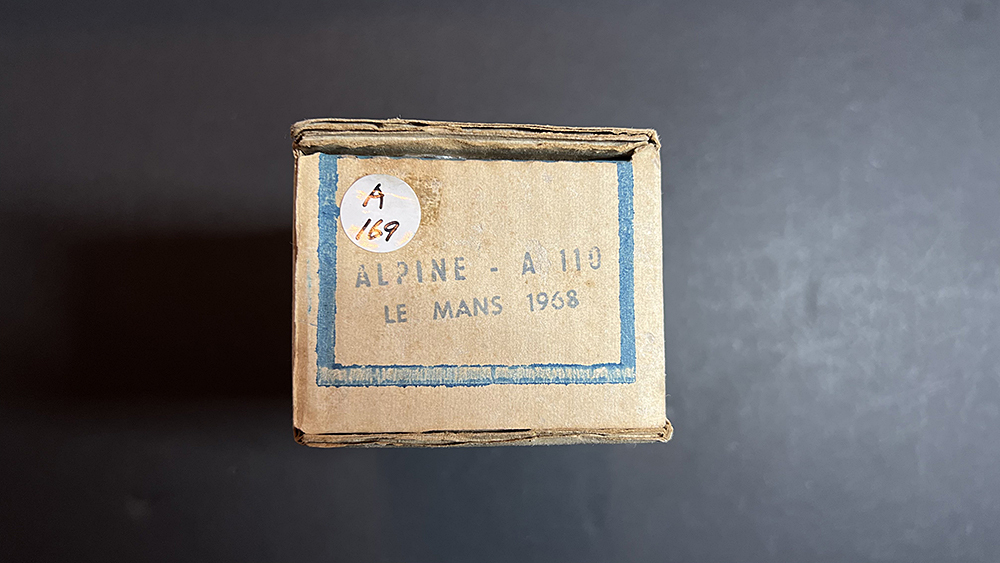 A
169
ALPINE - A 110
LE MANS 1968